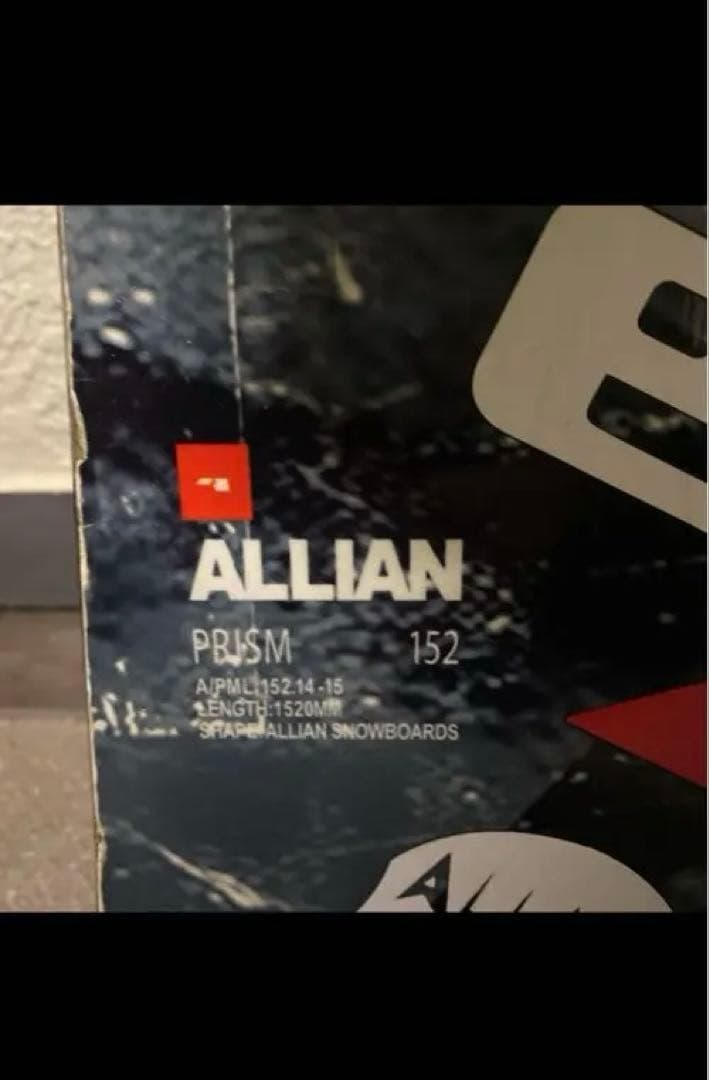 ALLIAN
PRISM 152
A/PML:152.14-15
LENGTH:1520MM
SHAPE:ALLIAN SNOWBOARDS